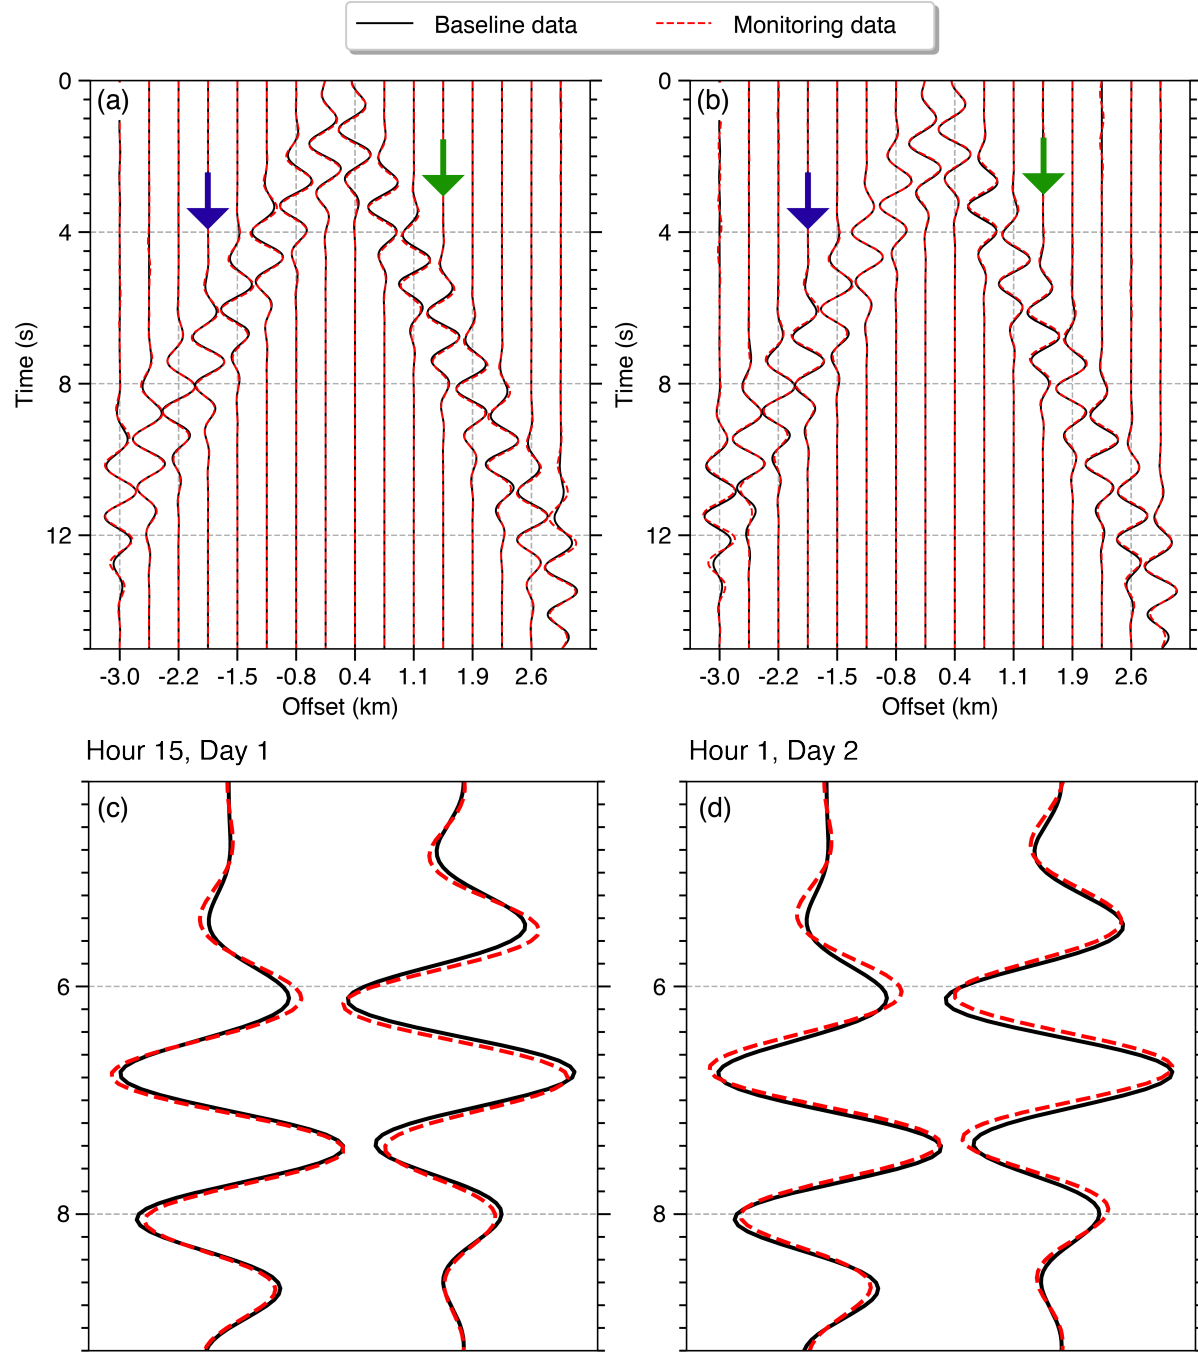 Baseline data Monitoring data
(a) (b)
0 0
4 4
8 8
12 12
Time (s) Time (s)
-3.0 -2.2 -1.5 -0.8 0.4 1.1 1.9 2.6 -3.0 -2.2 -1.5 -0.8 0.4 1.1 1.9 2.6
Offset (km) Offset (km)
Hour 15, Day 1 Hour 1, Day 2
(c) (d)
6 6
8 8